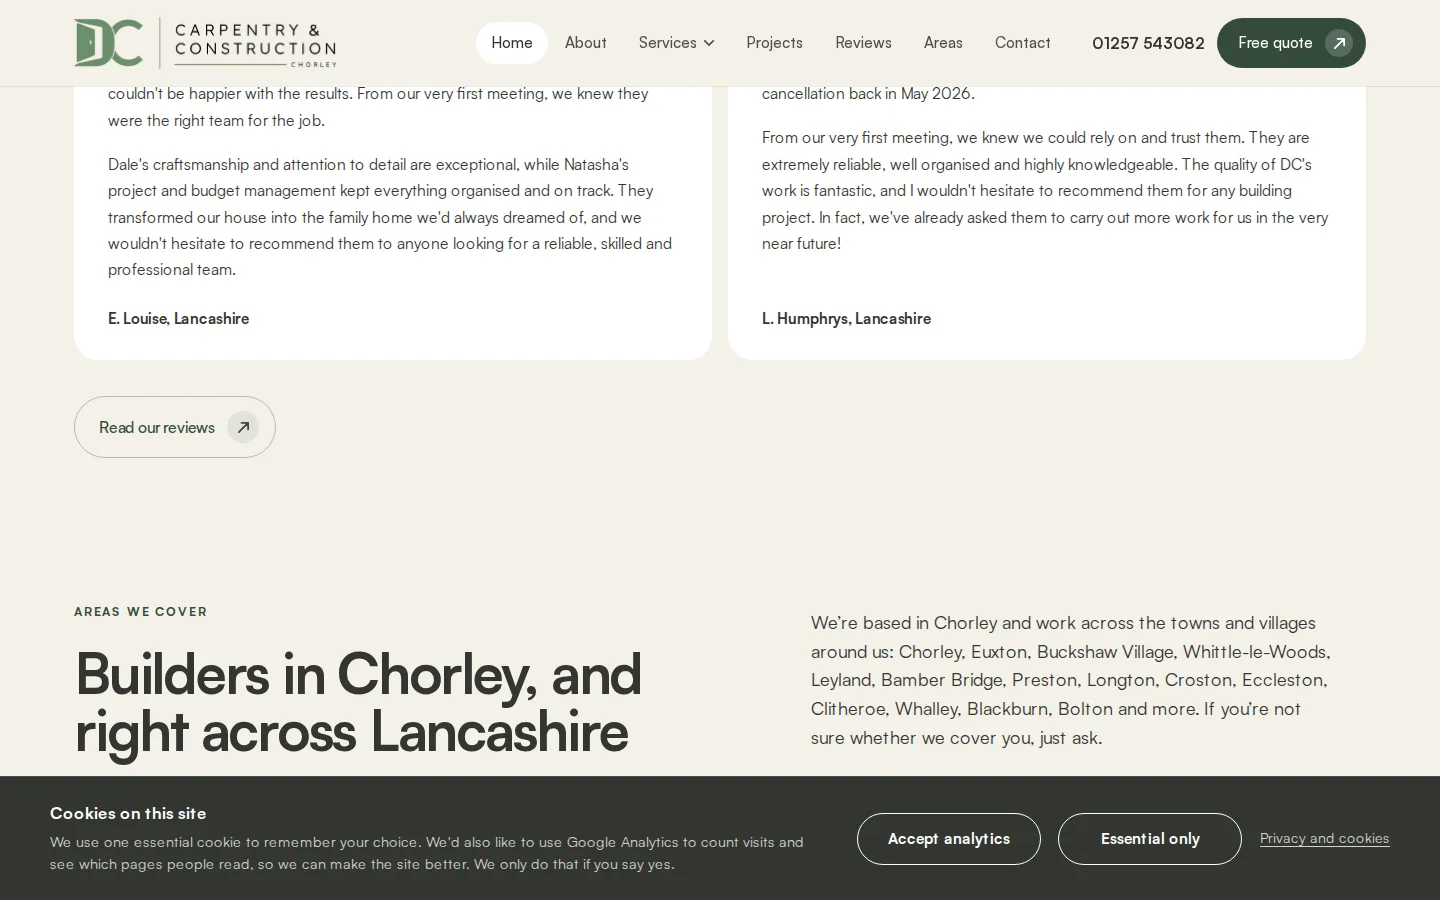 DC CARPENTRY &
CONSTRUCTION
CHORLEY
Home
About
Services
Projects
Reviews
Areas
Contact
01257 543082
Free quote
couldn't be happier with the results. From our very first meeting, we knew they
were the right team for the job.
Dale's craftsmanship and attention to detail are exceptional, while Natasha's
project and budget management kept everything organised and on track. They
transformed our house into the family home we'd always dreamed of, and we
wouldn't hesitate to recommend them to anyone looking for a reliable, skilled and
professional team.
E. Louise, Lancashire
cancellation back in May 2026.
From our very first meeting, we knew we could rely on and trust them. They are
extremely reliable, well organised and highly knowledgeable. The quality of DC's
work is fantastic, and I wouldn't hesitate to recommend them for any building
project. In fact, we've already asked them to carry out more work for us in the very
near future!
L. Humphrys, Lancashire
Read our reviews
AREAS WE COVER
Builders in Chorley, and
right across Lancashire
We’re based in Chorley and work across the towns and villages
around us: Chorley, Euxton, Buckshaw Village, Whittle-le-Woods,
Leyland, Bamber Bridge, Preston, Longton, Croston, Eccleston,
Clitheroe, Whalley, Blackburn, Bolton and more. If you’re not
sure whether we cover you, just ask.
Cookies on this site
We use one essential cookie to remember your choice. We'd also like to use Google Analytics to count visits and
see which pages people read, so we can make the site better. We only do that if you say yes.
Accept analytics
Essential only
Privacy and cookies